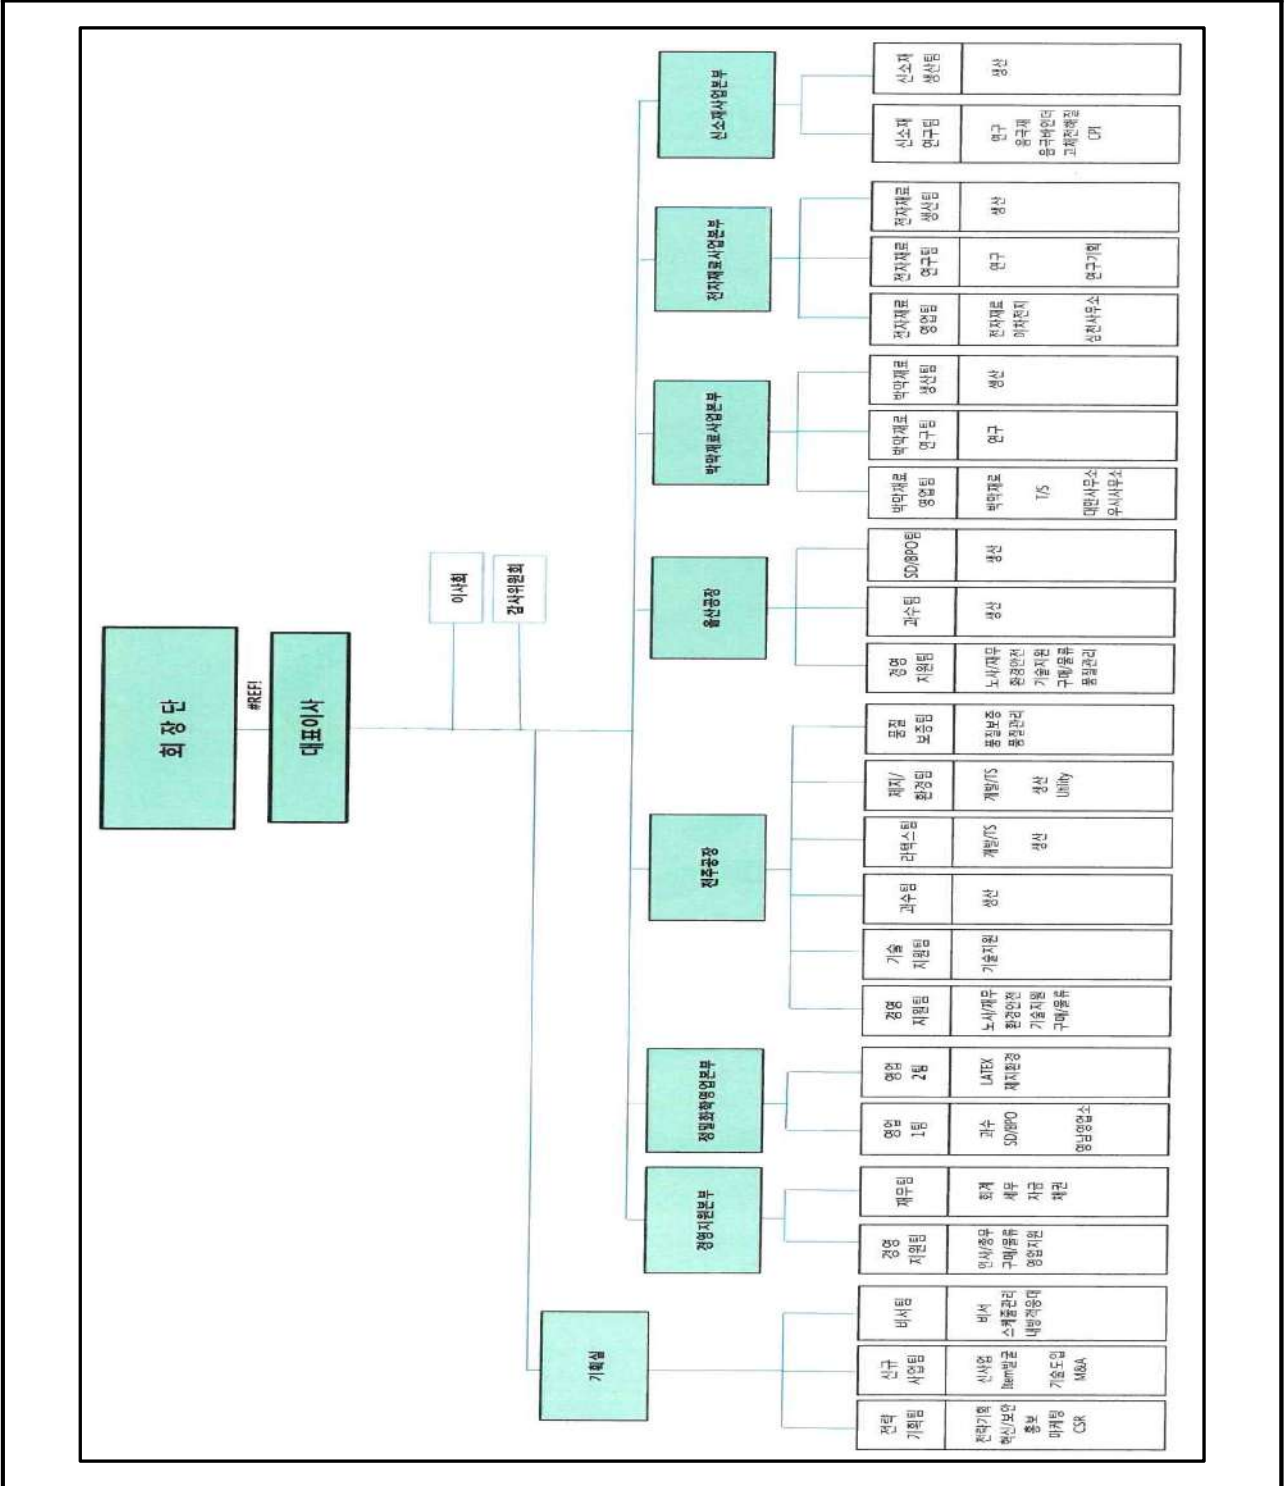 회 장 단
#REF!
대표이사
이사회
감사위원회
기획실
경영지원본부
정밀화학영업본부
전주공장
울산공장
박막재료사업본부
전자재료사업본부
신소재사업본부
전략
기획팀
전략기획
혁신/보안
홍보
마케팅
CSR
신규
사업팀
신사업
Item발굴
기술도입
M&A
비서팀
비서
스케줄관리
내방객응대
경영
지원팀
인사/총무
구매/물류
영업지원
재무팀
회계
세무
자금
채권
영업
1팀
과수
SD/BPO
영남영업소
영업
2팀
LATEX
제지환경
경영
지원팀
노사/재무
환경안전
기술지원
구매/물류
기술
지원팀
기술지원
과수팀
생산
라텍스팀
개발/TS
생산
제지/
환경팀
개발/TS
생산
Utility
품질
보증팀
품질보증
품질관리
경영
지원팀
노사/재무
환경안전
기술지원
구매/물류
품질관리
과수팀
생산
SD/BPO팀
생산
박막재료
영업팀
박막재료
T/S
대만사무소
우시사무소
박막재료
연구팀
연구
박막재료
생산팀
생산
전자재료
영업팀
전자재료
이차전지
심천사무소
전자재료
연구팀
연구
연구기획
전자재료
생산팀
생산
신소재
연구팀
연구
음극재
음극바인더
고체전해질
CPI
신소재
생산팀
생산